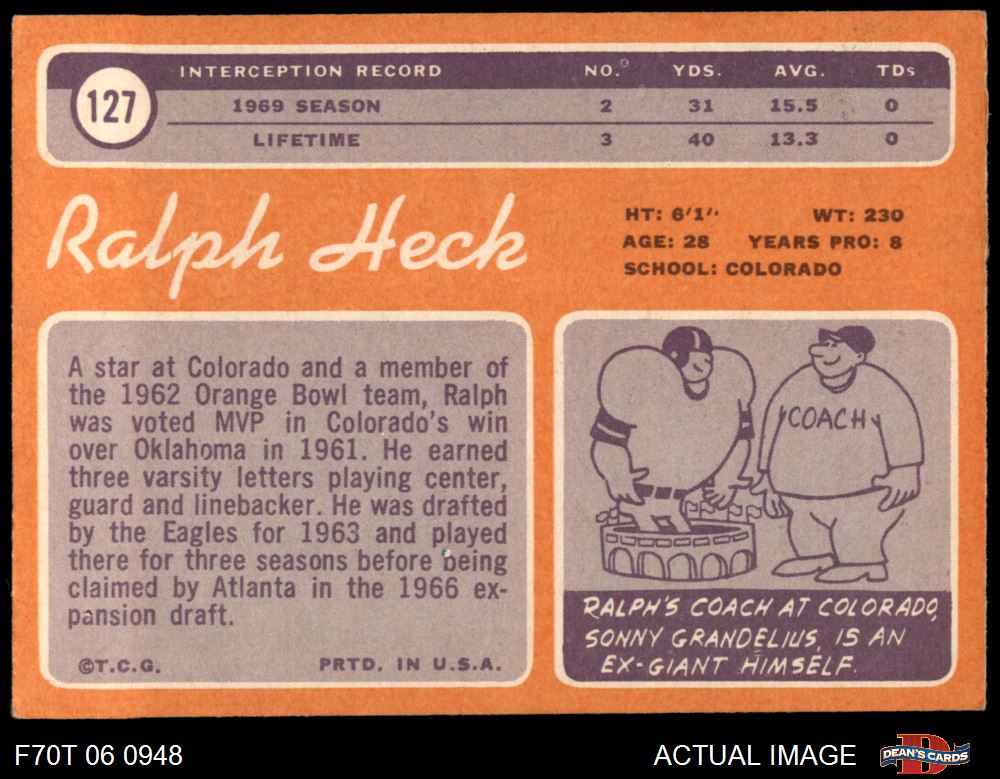 127
INTERCEPTION RECORD NO. YDS. AVG. TDs
1969 SEASON 2 31 15.5 0
LIFETIME 3 40 13.3 0
Ralph Heck
HT: 6'1" WT: 230
AGE: 28 YEARS PRO: 8
SCHOOL: COLORADO
A star at Colorado and a member of
the 1962 Orange Bowl team, Ralph
was voted MVP in Colorado's win
over Oklahoma in 1961. He earned
three varsity letters playing center,
guard and linebacker. He was drafted
by the Eagles for 1963 and played
there for three seasons before being
claimed by Atlanta in the 1966 ex-
pansion draft.
©T.C.G. PRTD. IN U.S.A.
COACH
RALPH'S COACH AT COLORADO,
SONNY GRANDELIUS, IS AN
EX-GIANT HIMSELF.
F70T 06 0948 ACTUAL IMAGE
D
DEAN'S CARDS